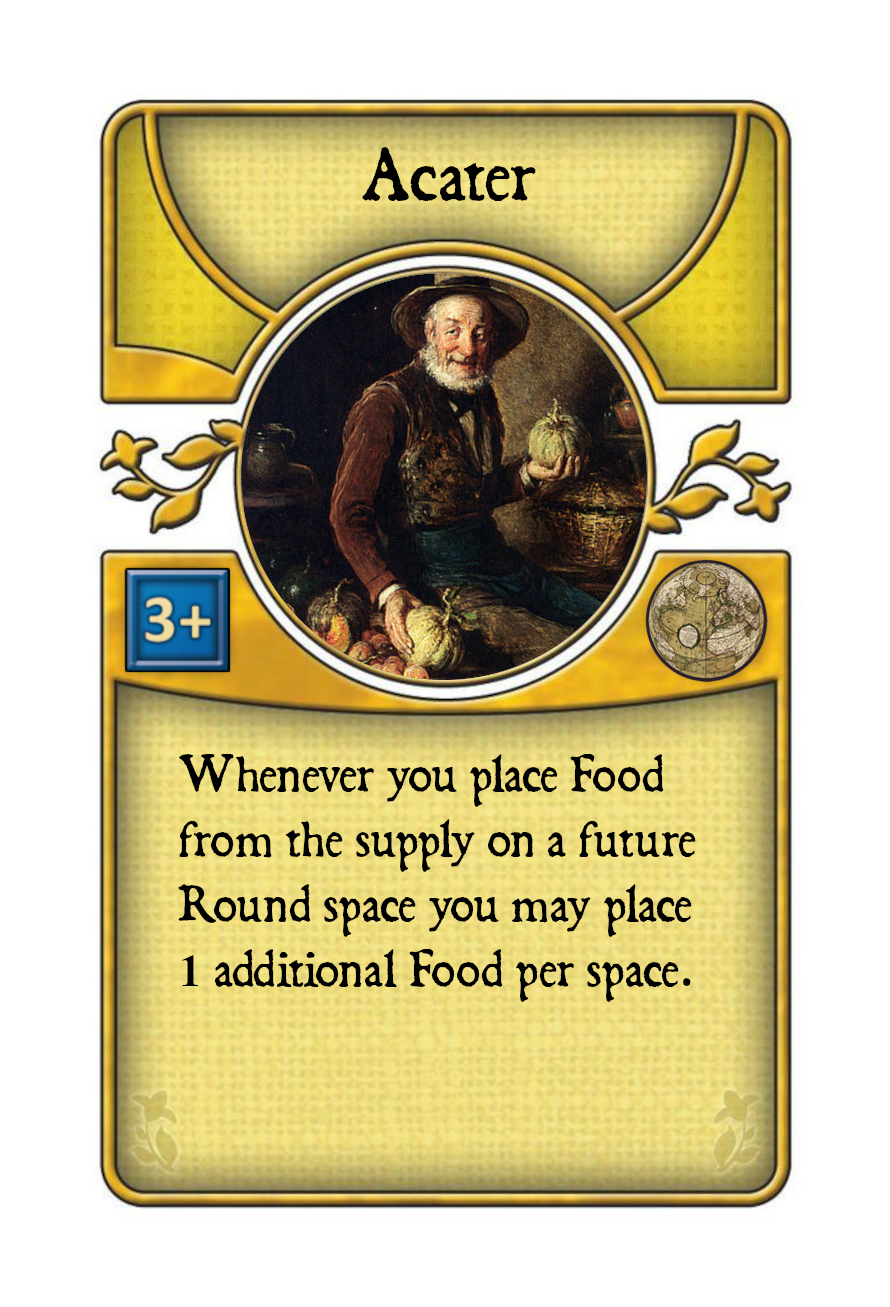 Acater
3+
Whenever you place Food
from the supply on a future
Round space you may place
1 additional Food per space.